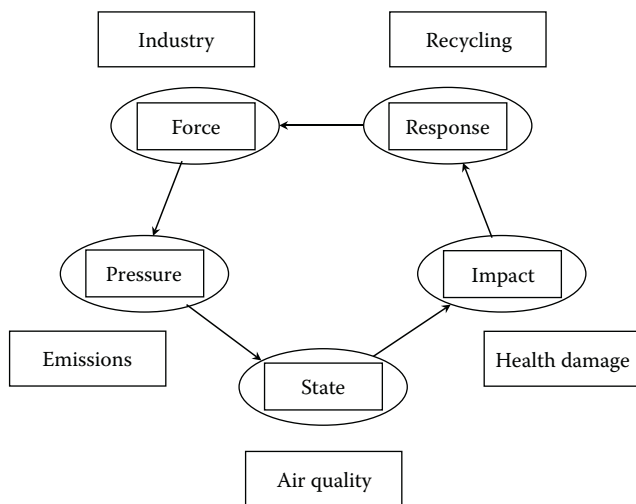 Industry
Recycling
Force
Response
Pressure
Impact
Emissions
Health damage
State
Air quality